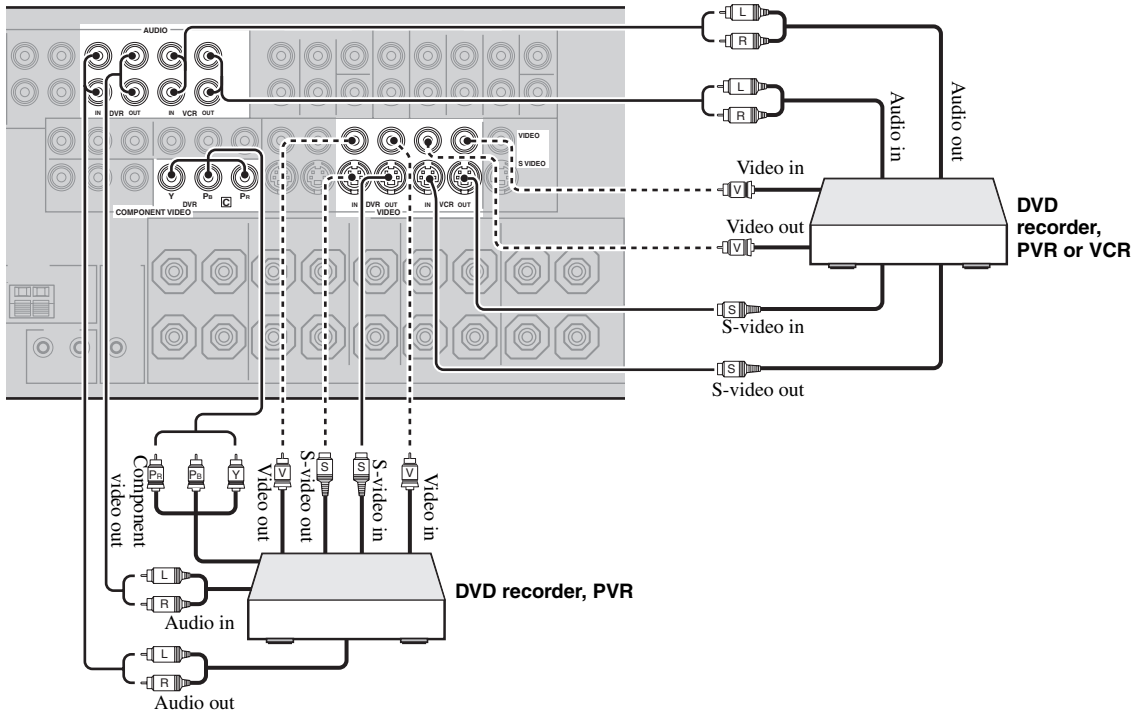 AUDIO
L
R
L
R
IN DVR OUT IN VCR OUT
Audio in
Audio out
VIDEO
S VIDEO
Y PB PR
DVR C
COMPONENT VIDEO
IN DVR OUT IN VCR OUT
VIDEO
Video in
V
Video out
V
DVD
recorder,
PVR or VCR
S
S-video in
S
S-video out
PR PB Y V S S V
Component
video out
Video out
S-video out
S-video in
Video in
L
R
Audio in
DVD recorder, PVR
L
R
Audio out